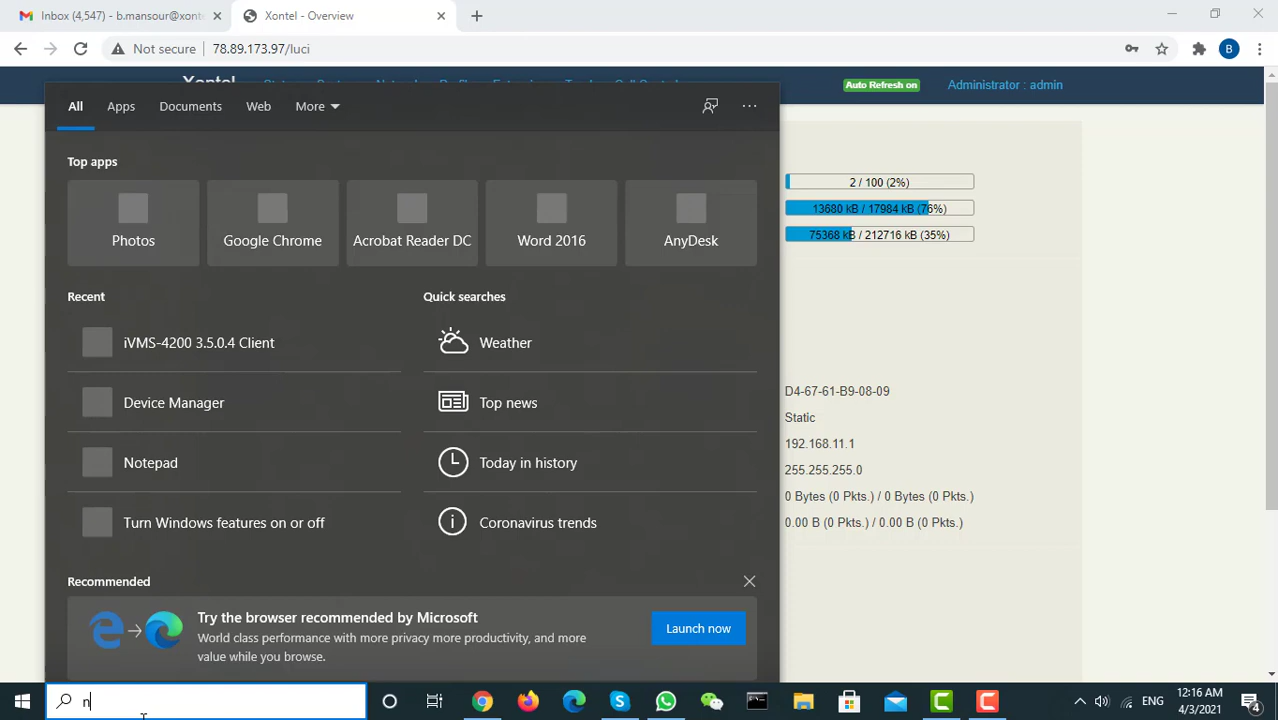 Inbox (4,547) - b.mansour@xont
Xontel - Overview
Not secure
78.89.173.97/luci
B
Xontel
Auto Refresh on
Administrator : admin
All
Apps
Documents
Web
More
Top apps
Photos
Google Chrome
Acrobat Reader DC
Word 2016
AnyDesk
2 / 100 (2%)
13680 kB / 17984 kB (76%)
75368 kB / 212716 kB (35%)
Recent
iVMS-4200 3.5.0.4 Client
Device Manager
Notepad
Turn Windows features on or off
Quick searches
Weather
Top news
Today in history
Coronavirus trends
D4-67-61-B9-08-09
Static
192.168.11.1
255.255.255.0
0 Bytes (0 Pkts.) / 0 Bytes (0 Pkts.)
0.00 B (0 Pkts.) / 0.00 B (0 Pkts.)
Recommended
Try the browser recommended by Microsoft
World class performance with more privacy more productivity, and more
value while you browse.
Launch now
n
ENG
12:16 AM
4/3/2021
4